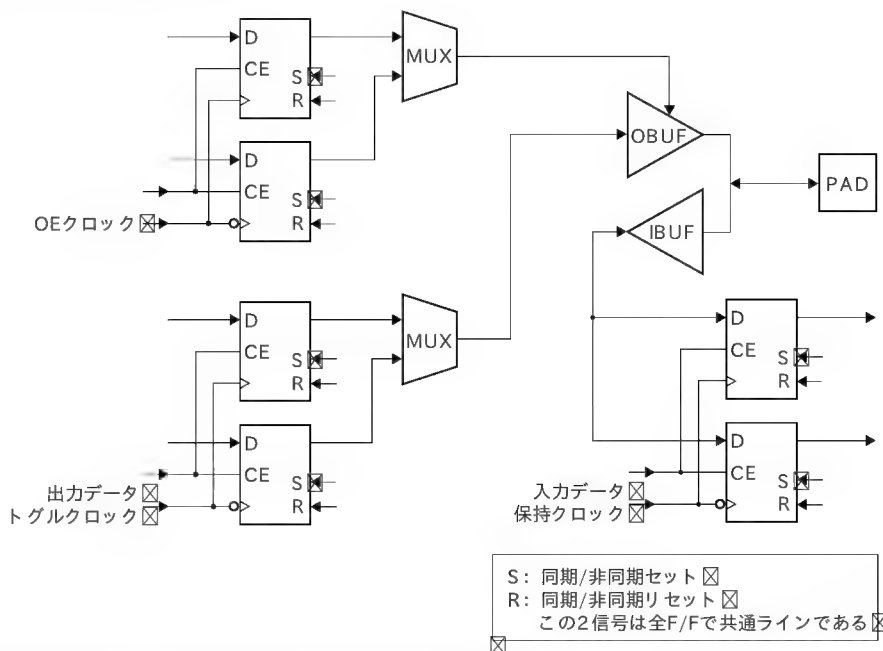 D
CE
S
R
MUX
D
CE
S
R
OEクロック
OBUF
PAD
IBUF
D
CE
S
R
MUX
D
CE
S
R
出力データ
トグルクロック
D
CE
S
R
D
CE
S
R
入力データ
保持クロック
S: 同期/非同期セット
R: 同期/非同期リセット
この2信号は全F/Fで共通ラインである